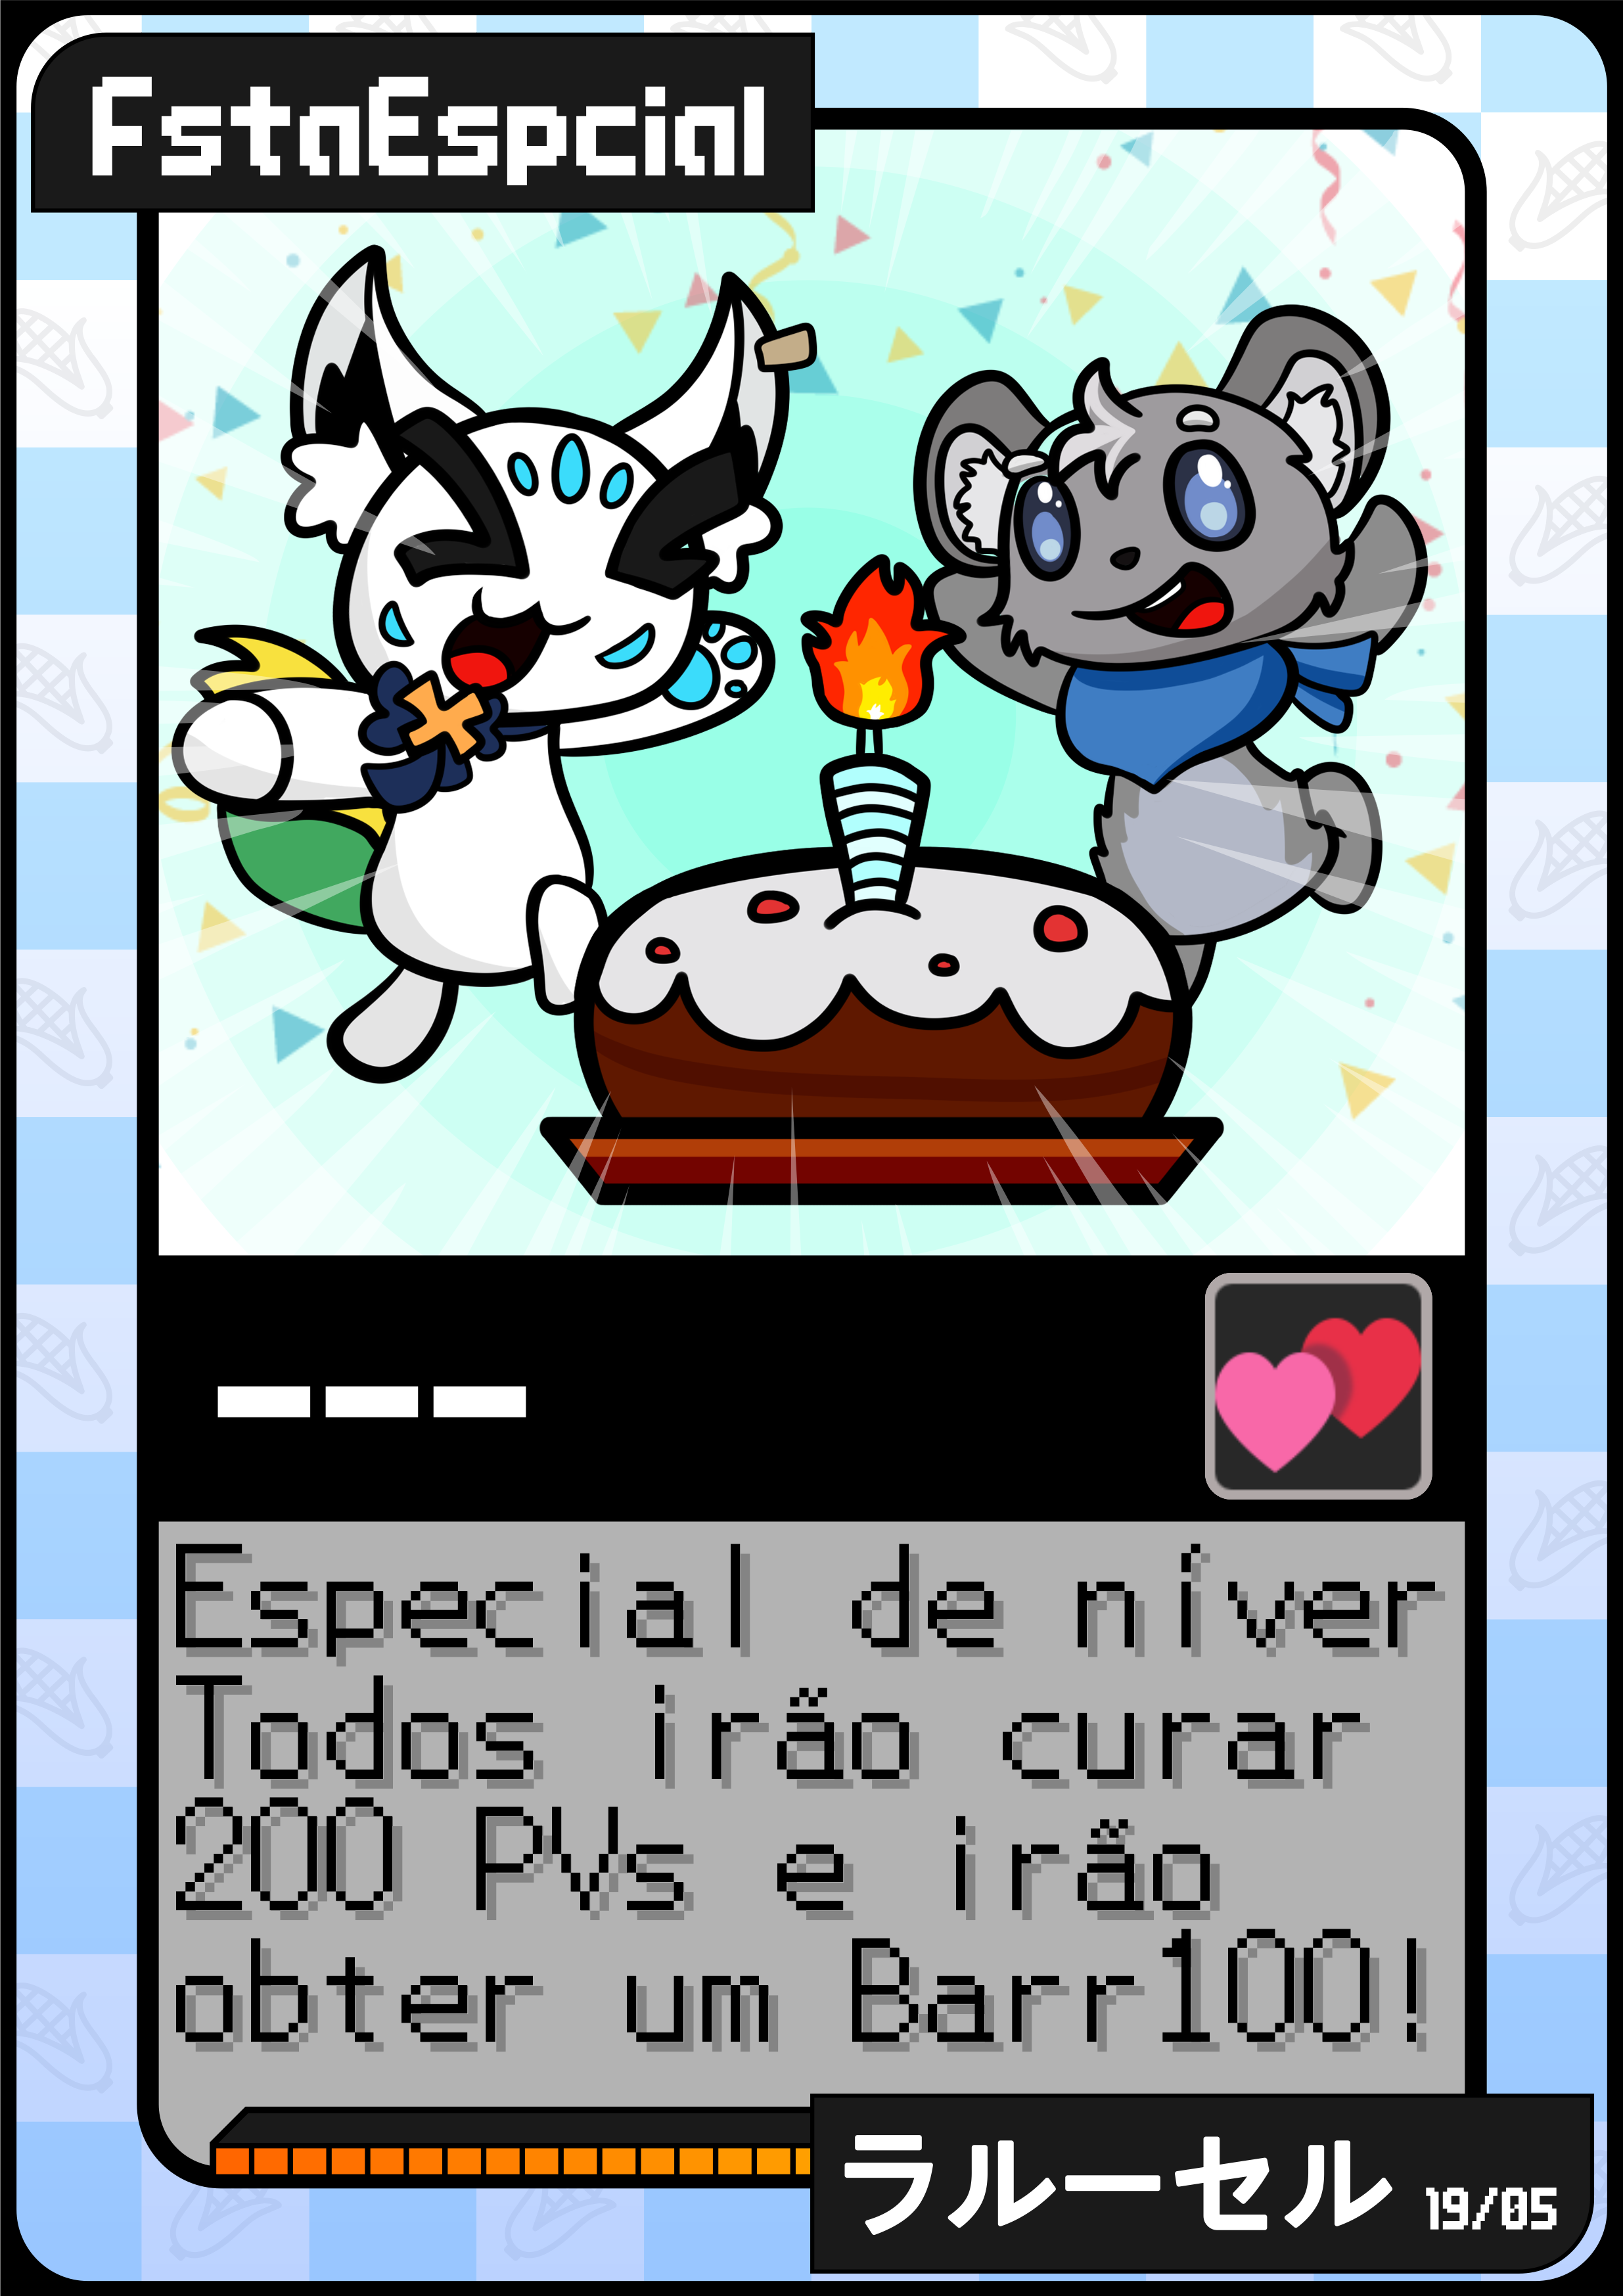 FstaEspcial
---
Especial de níver
Todos irão curar
200 PVs e irão
obter um Barr100!
ラルーセル 19/05